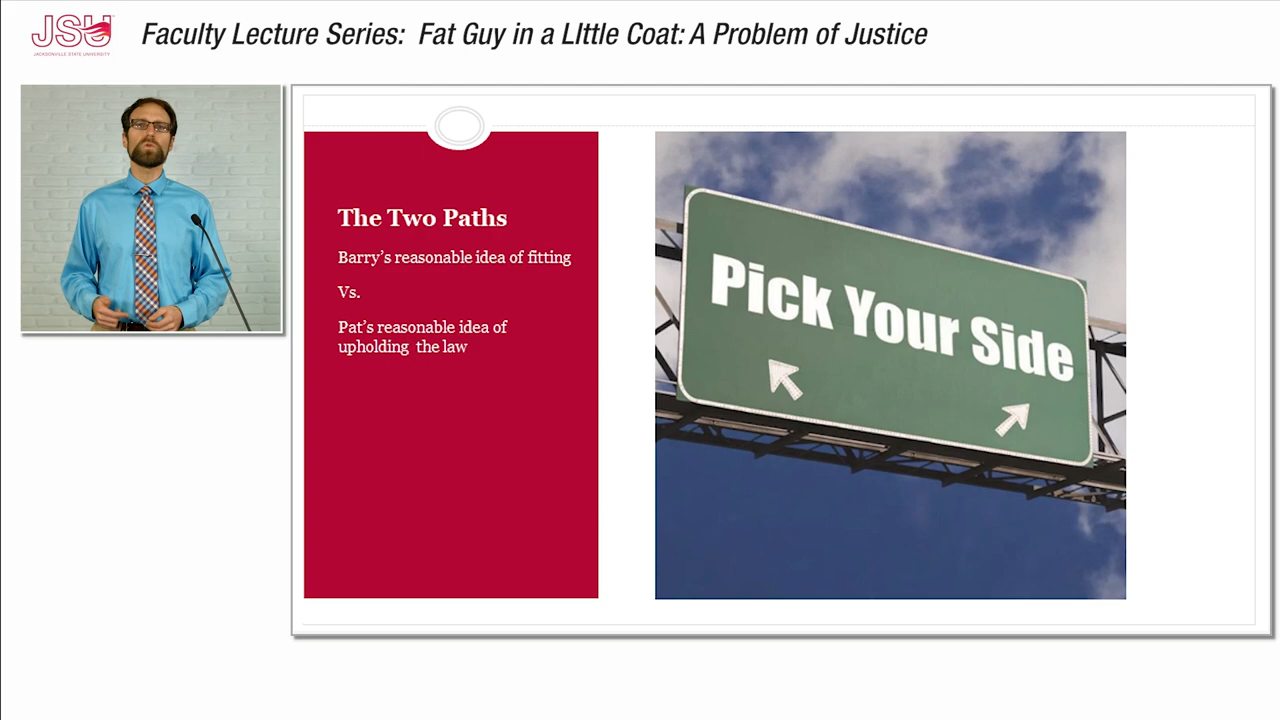 JSU
JACKSONVILLE STATE UNIVERSITY
Faculty Lecture Series: Fat Guy in a LIttle Coat: A Problem of Justice
The Two Paths
Barry's reasonable idea of fitting
Vs.
Pat's reasonable idea of
upholding the law
Pick Your Side